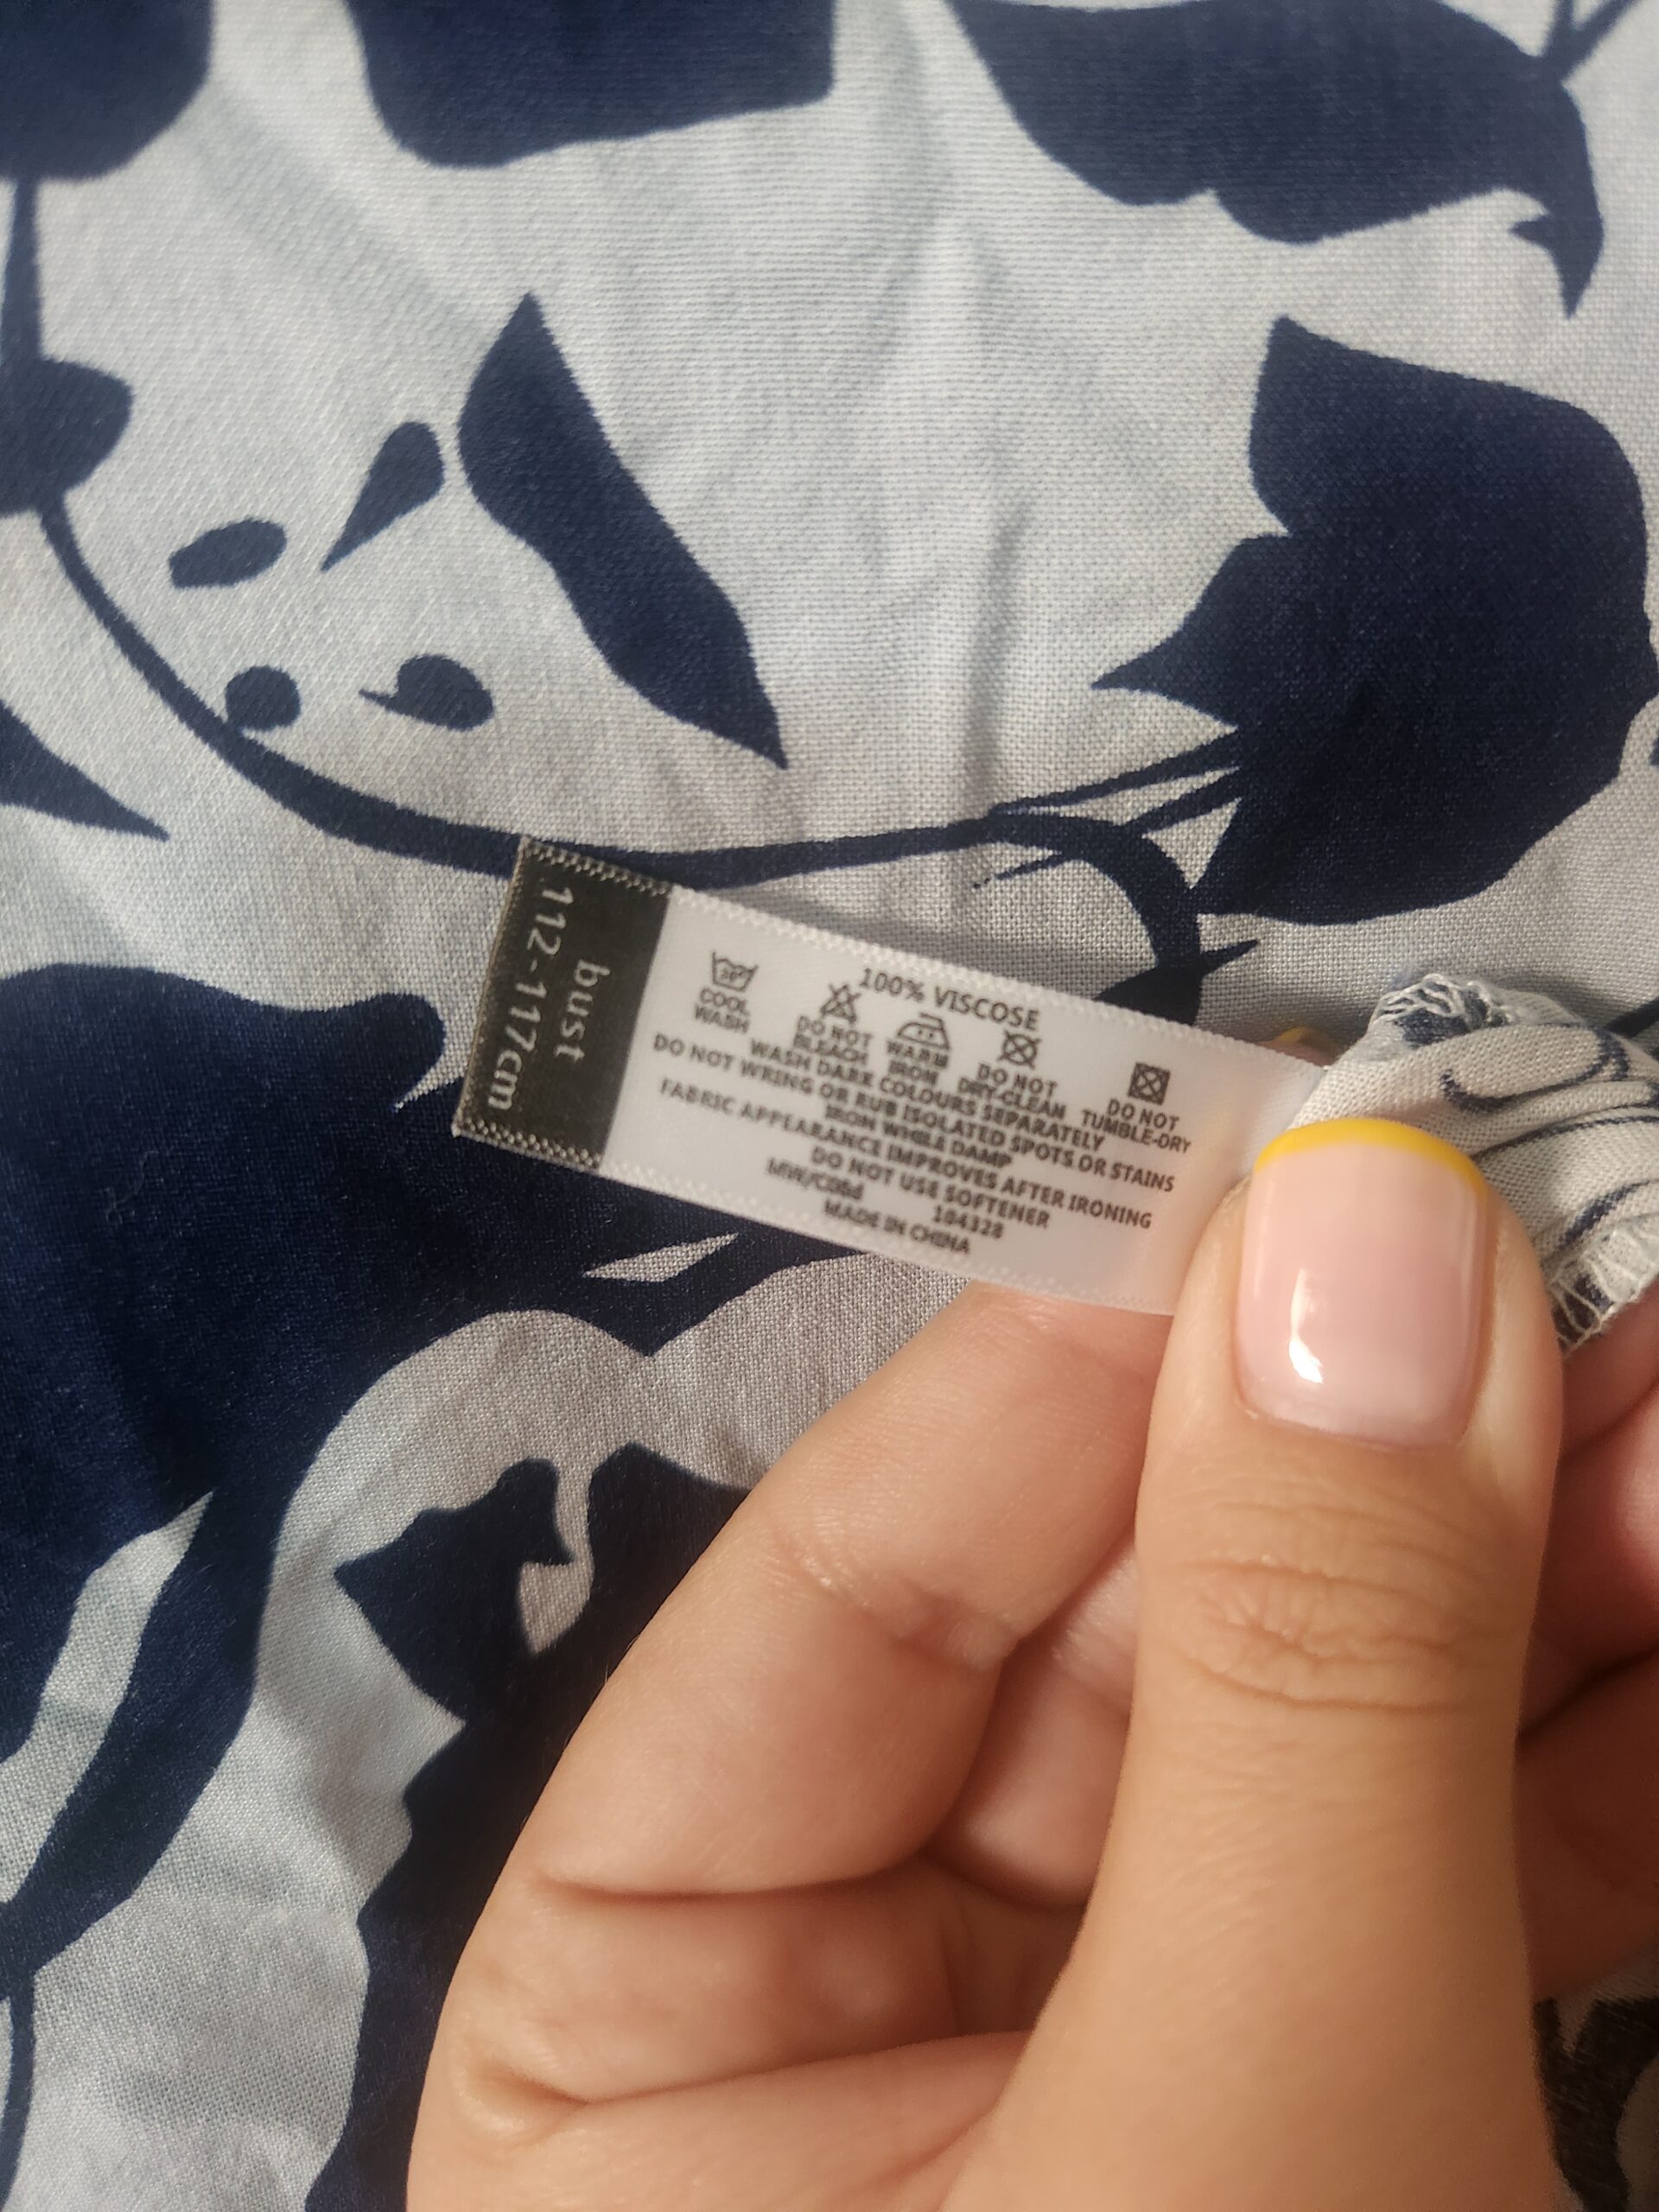 bust
112-117cm
100% VISCOSE
30
COOL
WASH
DO NOT
BLEACH
WARM
IRON
DO NOT
DRY-CLEAN
DO NOT
TUMBLE-DRY
WASH DARK COLOURS SEPARATELY
DO NOT WRING OR RUB ISOLATED SPOTS OR STAINS
IRON WHILE DAMP
FABRIC APPEARANCE IMPROVES AFTER IRONING
DO NOT USE SOFTENER
104328
MADE IN CHINA